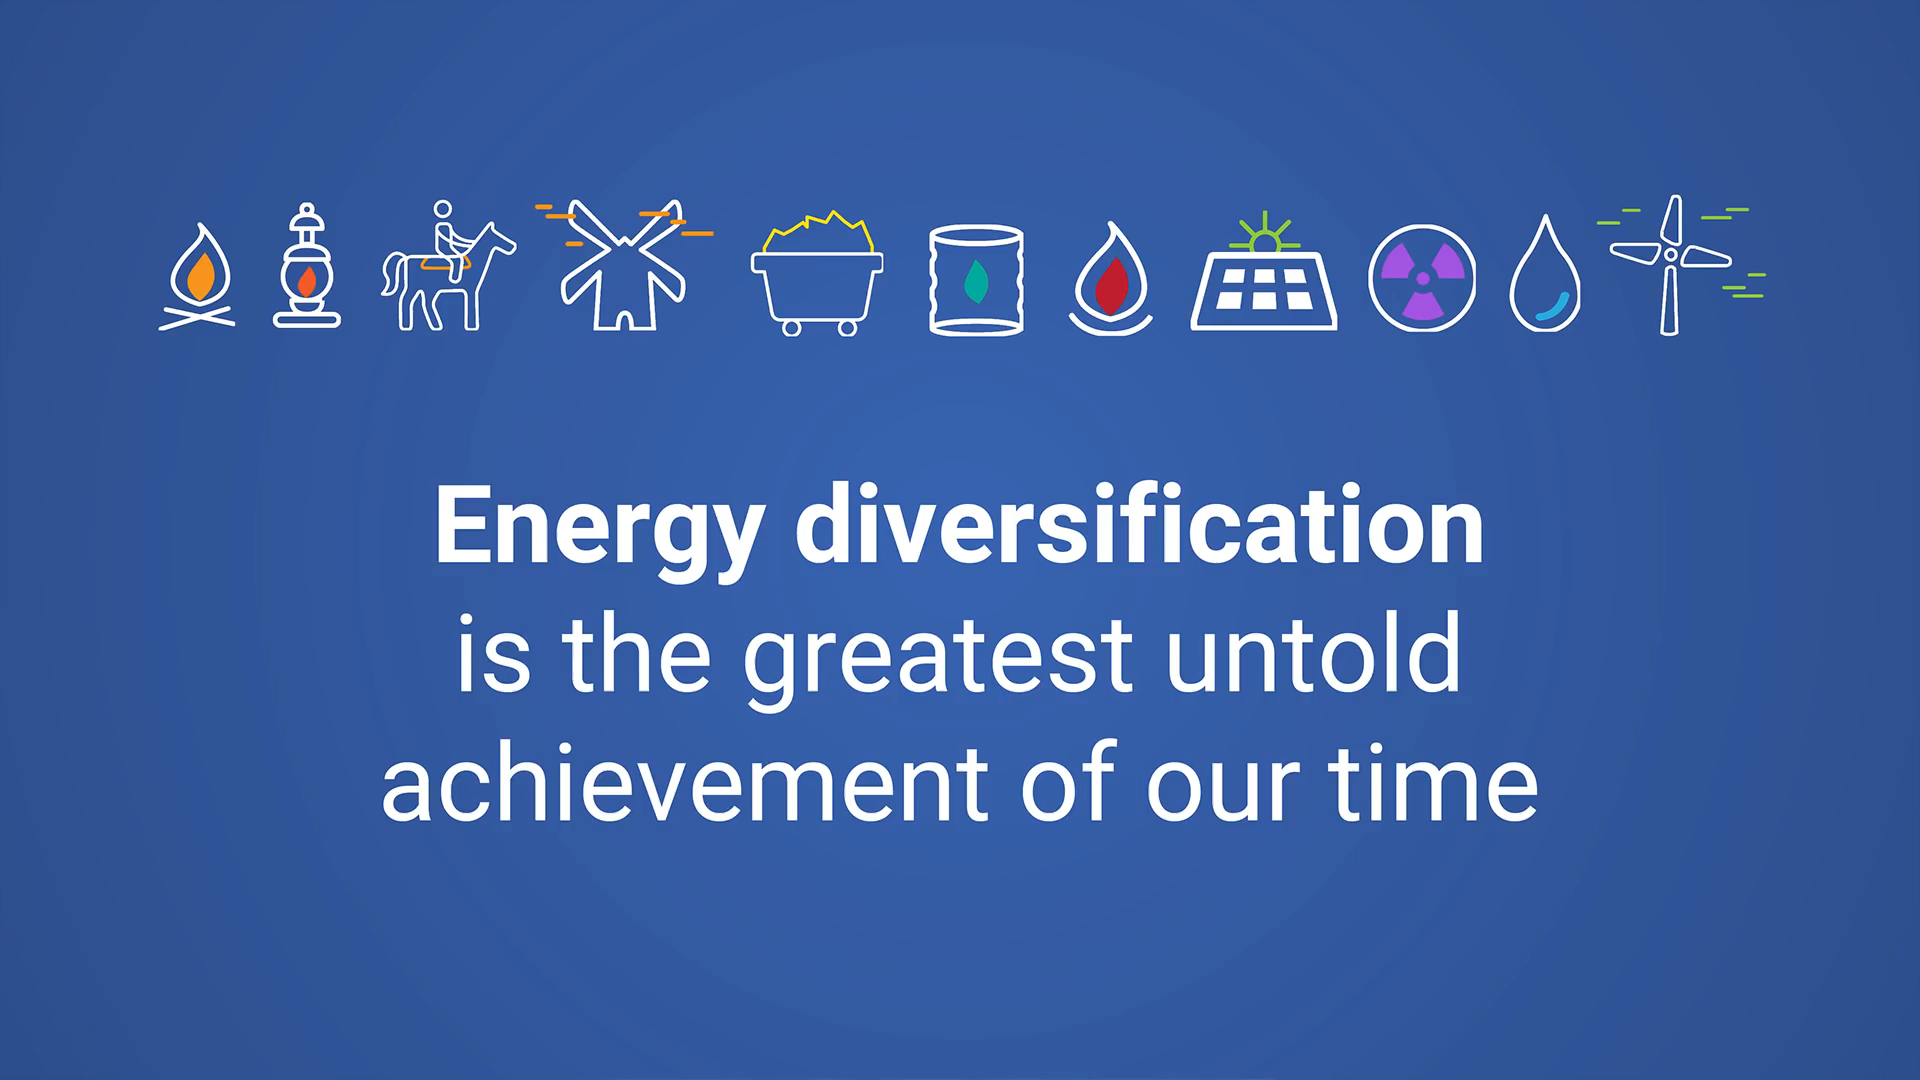 Energy diversification
is the greatest untold
achievement of our time